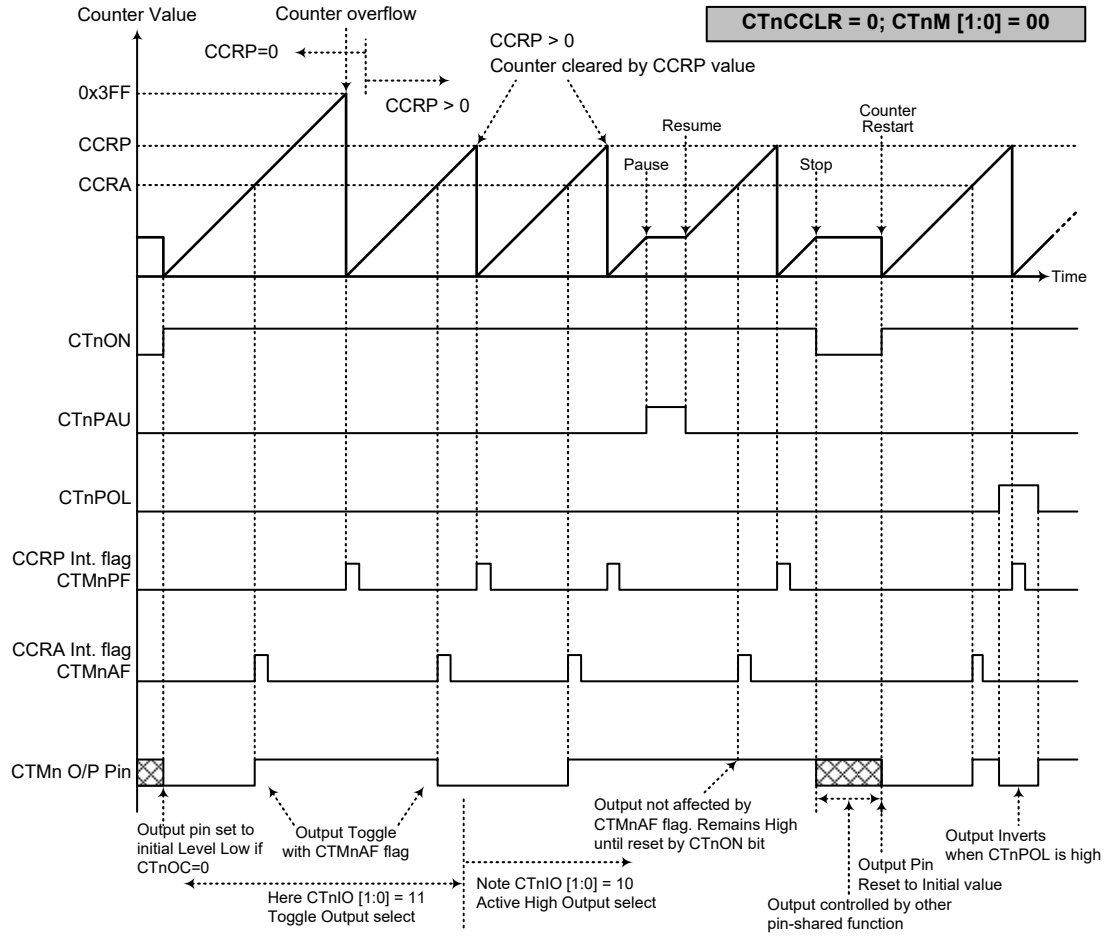 Counter Value
Counter overflow
CTnCCLR = 0; CTnM [1:0] = 00
CCRP=0
CCRP > 0
CCRP > 0
Counter cleared by CCRP value
0x3FF
CCRP
CCRA
Pause
Resume
Stop
Counter
Restart
Time
CTnON
CTnPAU
CTnPOL
CCRP Int. flag
CTMnPF
CCRA Int. flag
CTMnAF
CTMn O/P Pin
Output pin set to
initial Level Low if
CTnOC=0
Output Toggle
with CTMnAF flag
Output not affected by
CTMnAF flag. Remains High
until reset by CTnON bit
Output Inverts
when CTnPOL is high
Output Pin
Reset to Initial value
Here CTnIO [1:0] = 11
Toggle Output select
Note CTnIO [1:0] = 10
Active High Output select
Output controlled by other
pin-shared function